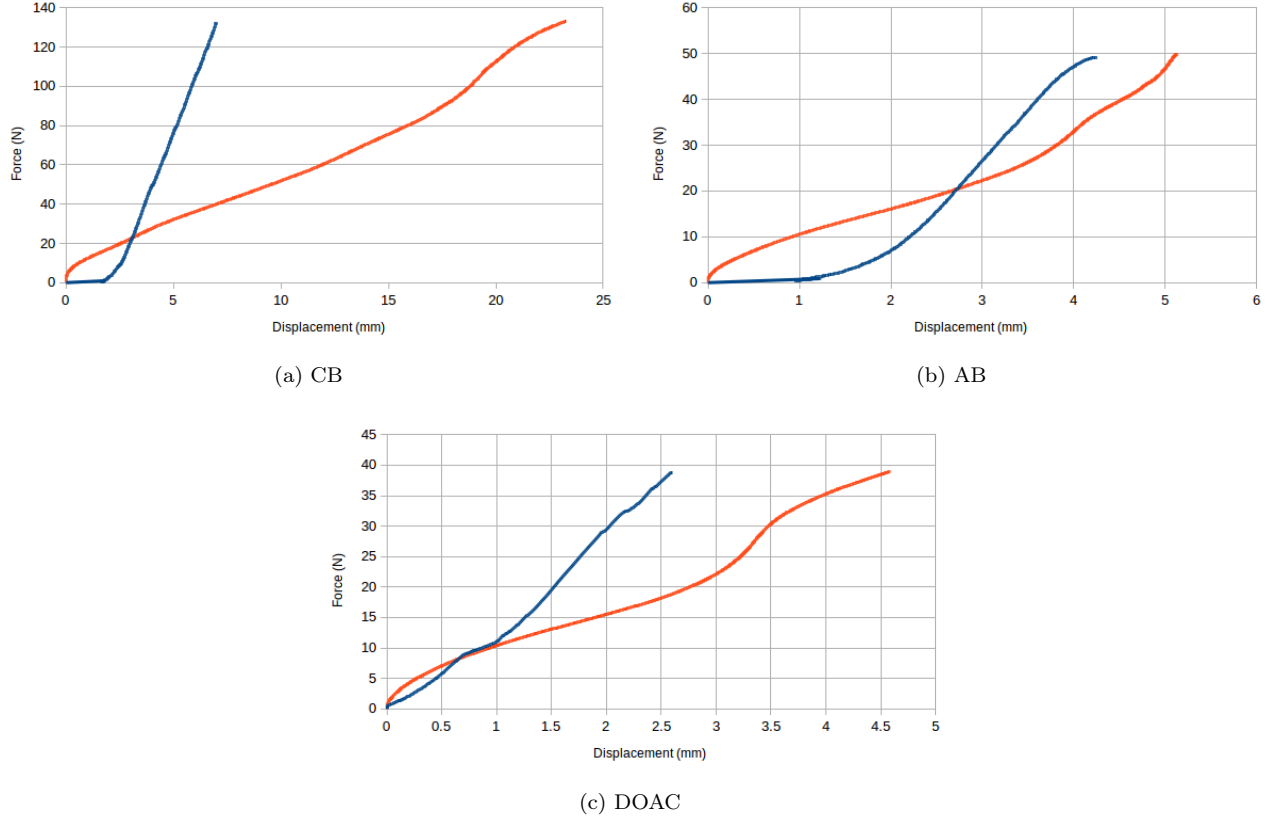 140
120
100
80
60
40
20
0
Force (N)
0 5 10 15 20 25
Displacement (mm)
(a) CB
60
50
40
30
20
10
0
Force (N)
0 1 2 3 4 5 6
Displacement (mm)
(b) AB
45
40
35
30
25
20
15
10
5
0
Force (N)
0 0.5 1 1.5 2 2.5 3 3.5 4 4.5 5
Displacement (mm)
(c) DOAC